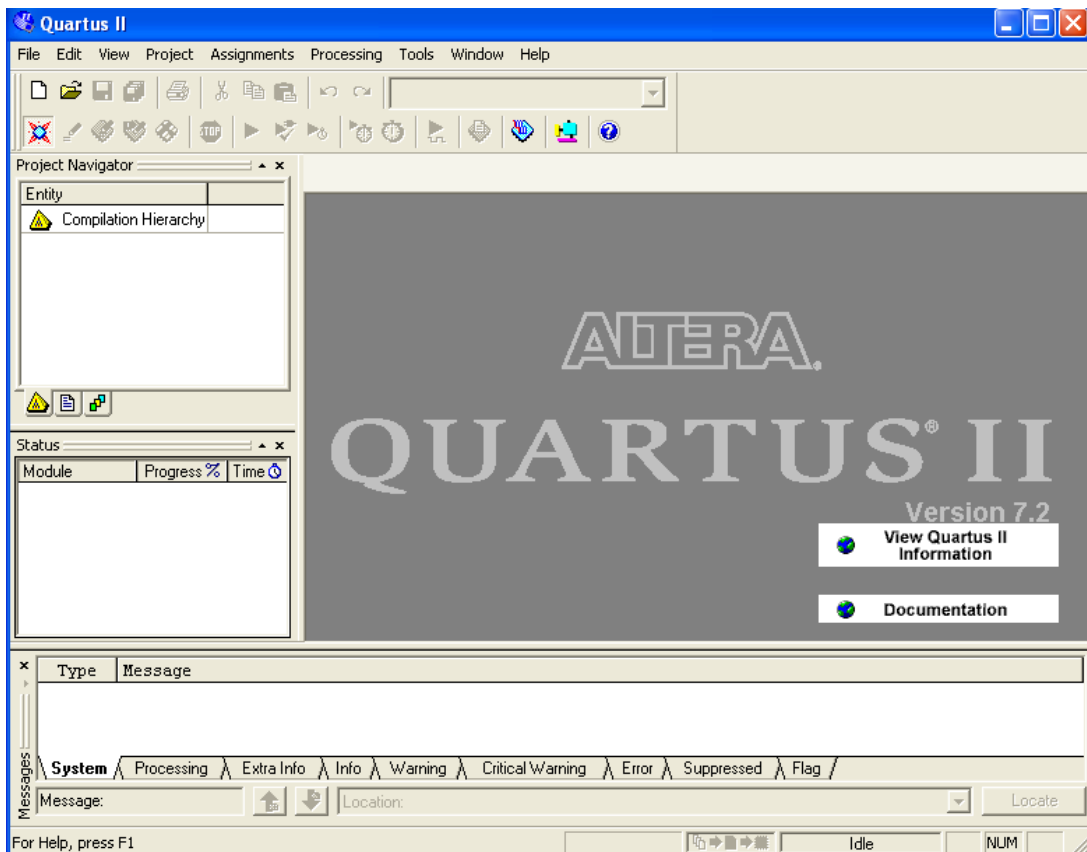 Quartus II
File Edit View Project Assignments Processing Tools Window Help
STOP
Project Navigator
Entity
Compilation Hierarchy
ALTERA.
QUARTUS® II
Version 7.2
View Quartus II
Information
Documentation
Status
Module Progress % Time
Type Message
System Processing Extra Info Info Warning Critical Warning Error Suppressed Flag
Messages
Message: Location: Locate
For Help, press F1 Idle NUM